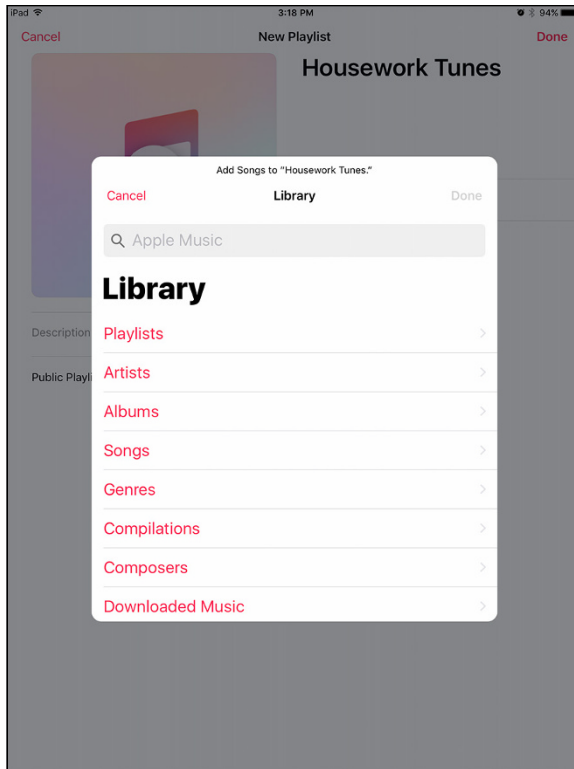 iPad 3:18 PM 94%
Cancel New Playlist Done
Housework Tunes
Add Songs to "Housework Tunes."
Cancel Library Done
Apple Music
Library
Playlists
Artists
Albums
Songs
Genres
Compilations
Composers
Downloaded Music
Description
Public Playli